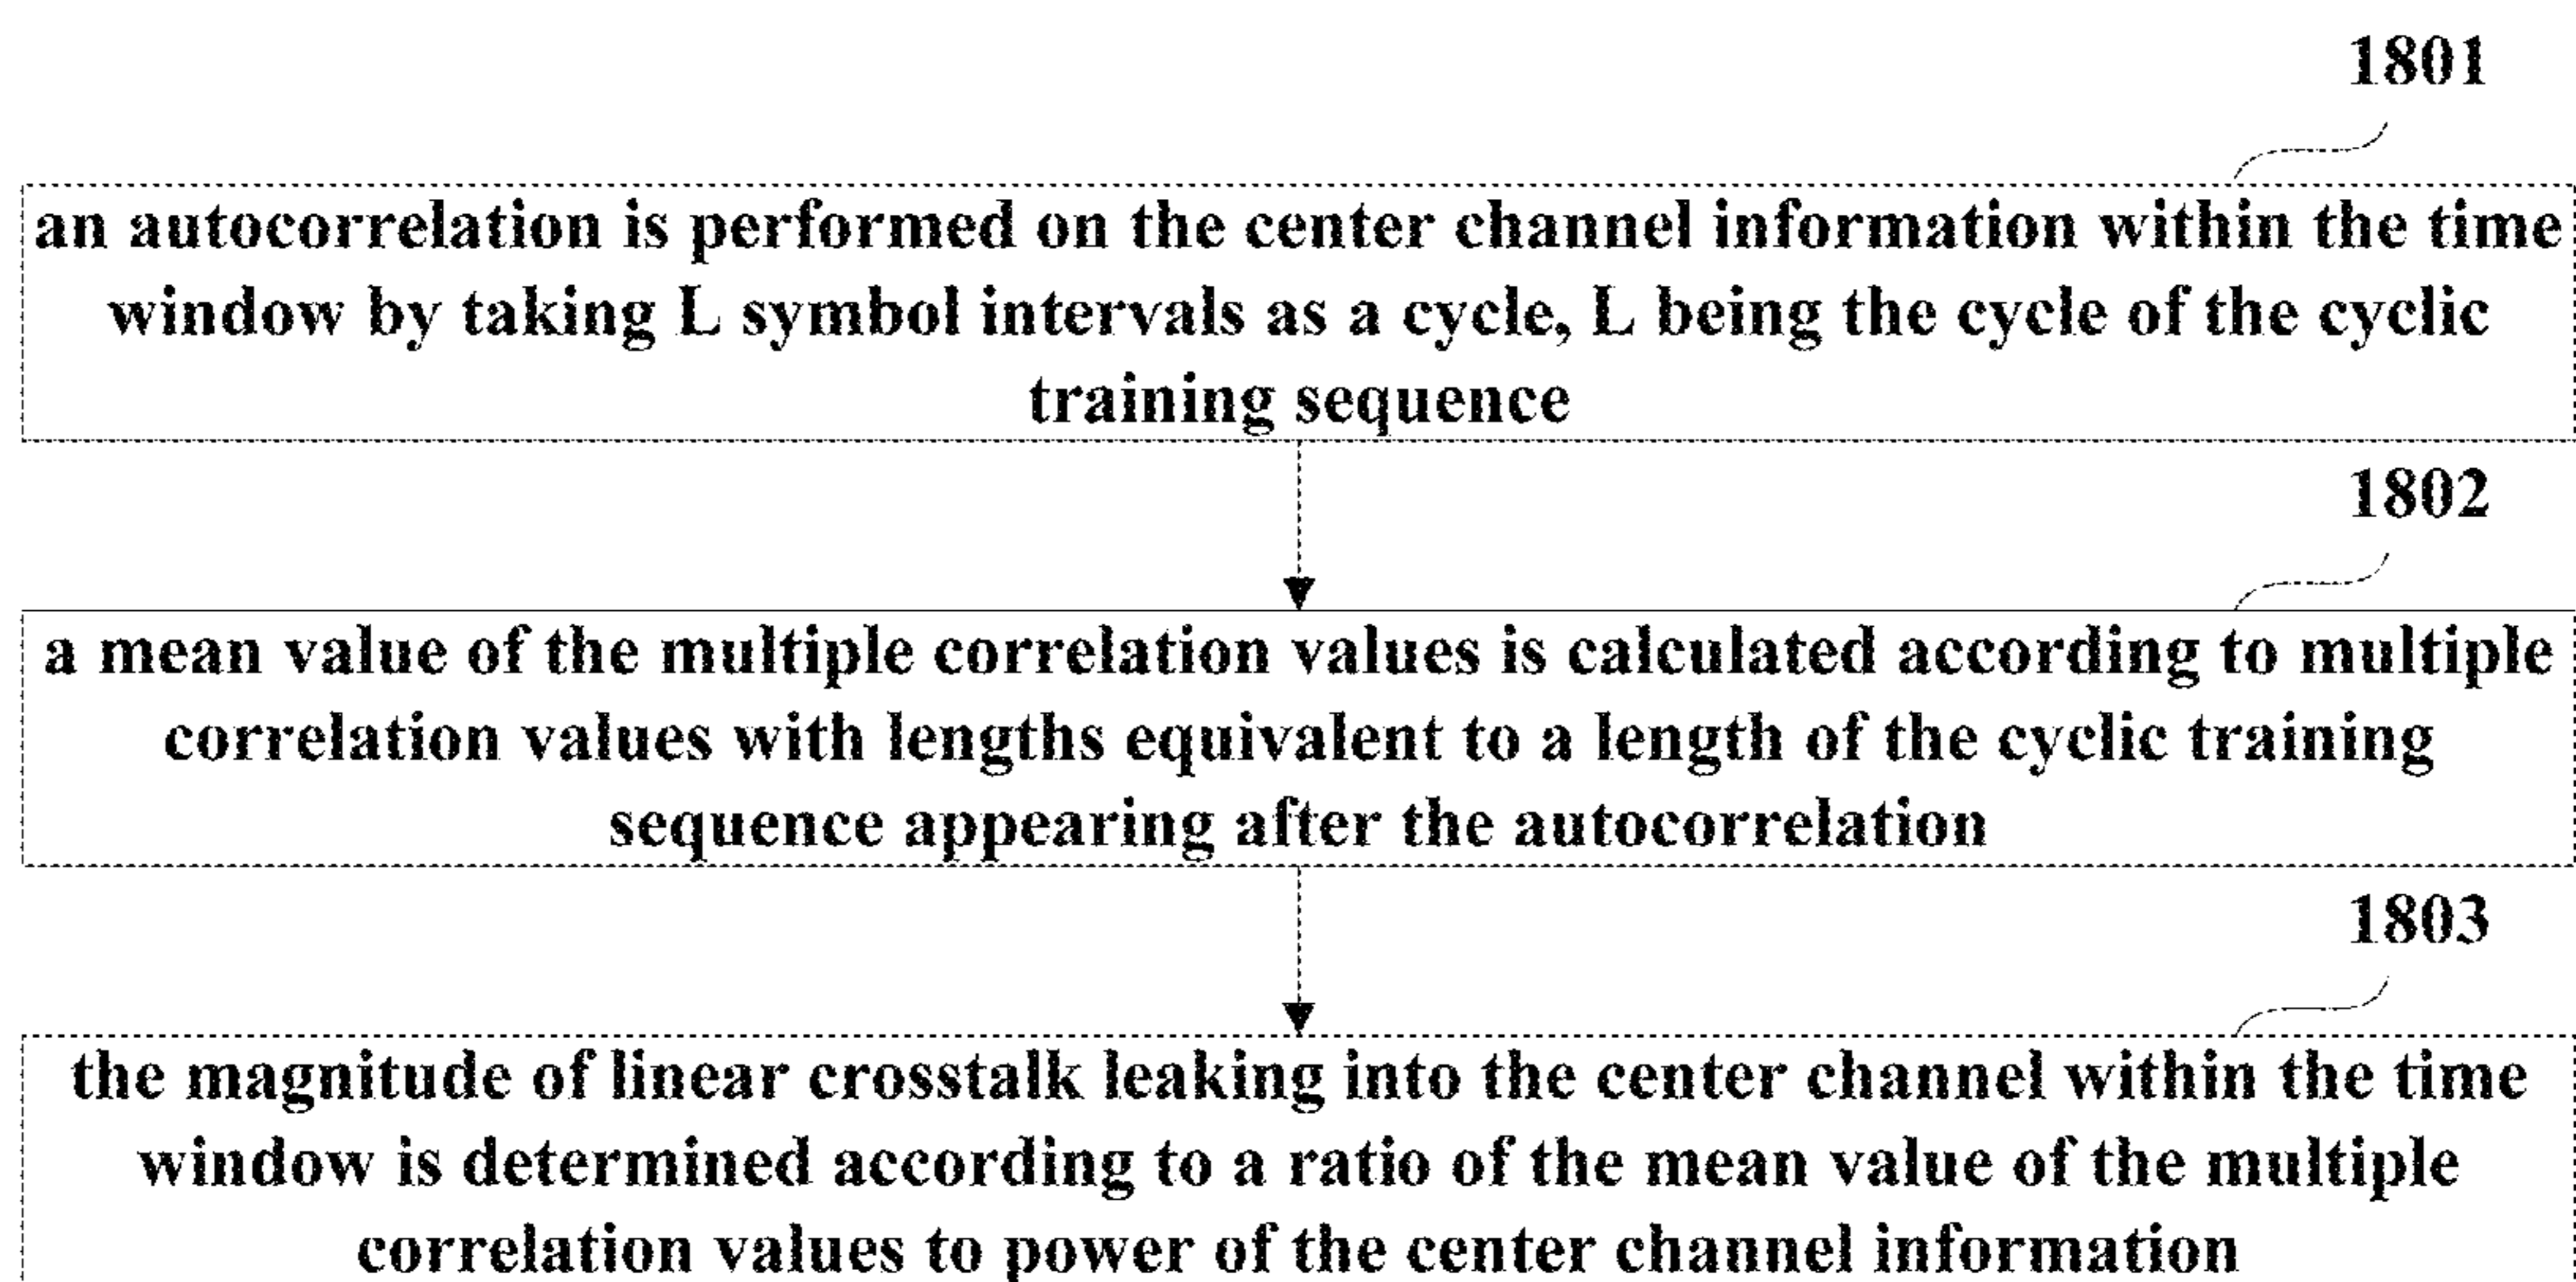 1801
an autocorrelation is performed on the center channel information within the time
window by taking L symbol intervals as a cycle, L being the cycle of the cyclic
training sequence
1802
a mean value of the multiple correlation values is calculated according to multiple
correlation values with lengths equivalent to a length of the cyclic training
sequence appearing after the autocorrelation
1803
the magnitude of linear crosstalk leaking into the center channel within the time
window is determined according to a ratio of the mean value of the multiple
correlation values to power of the center channel information